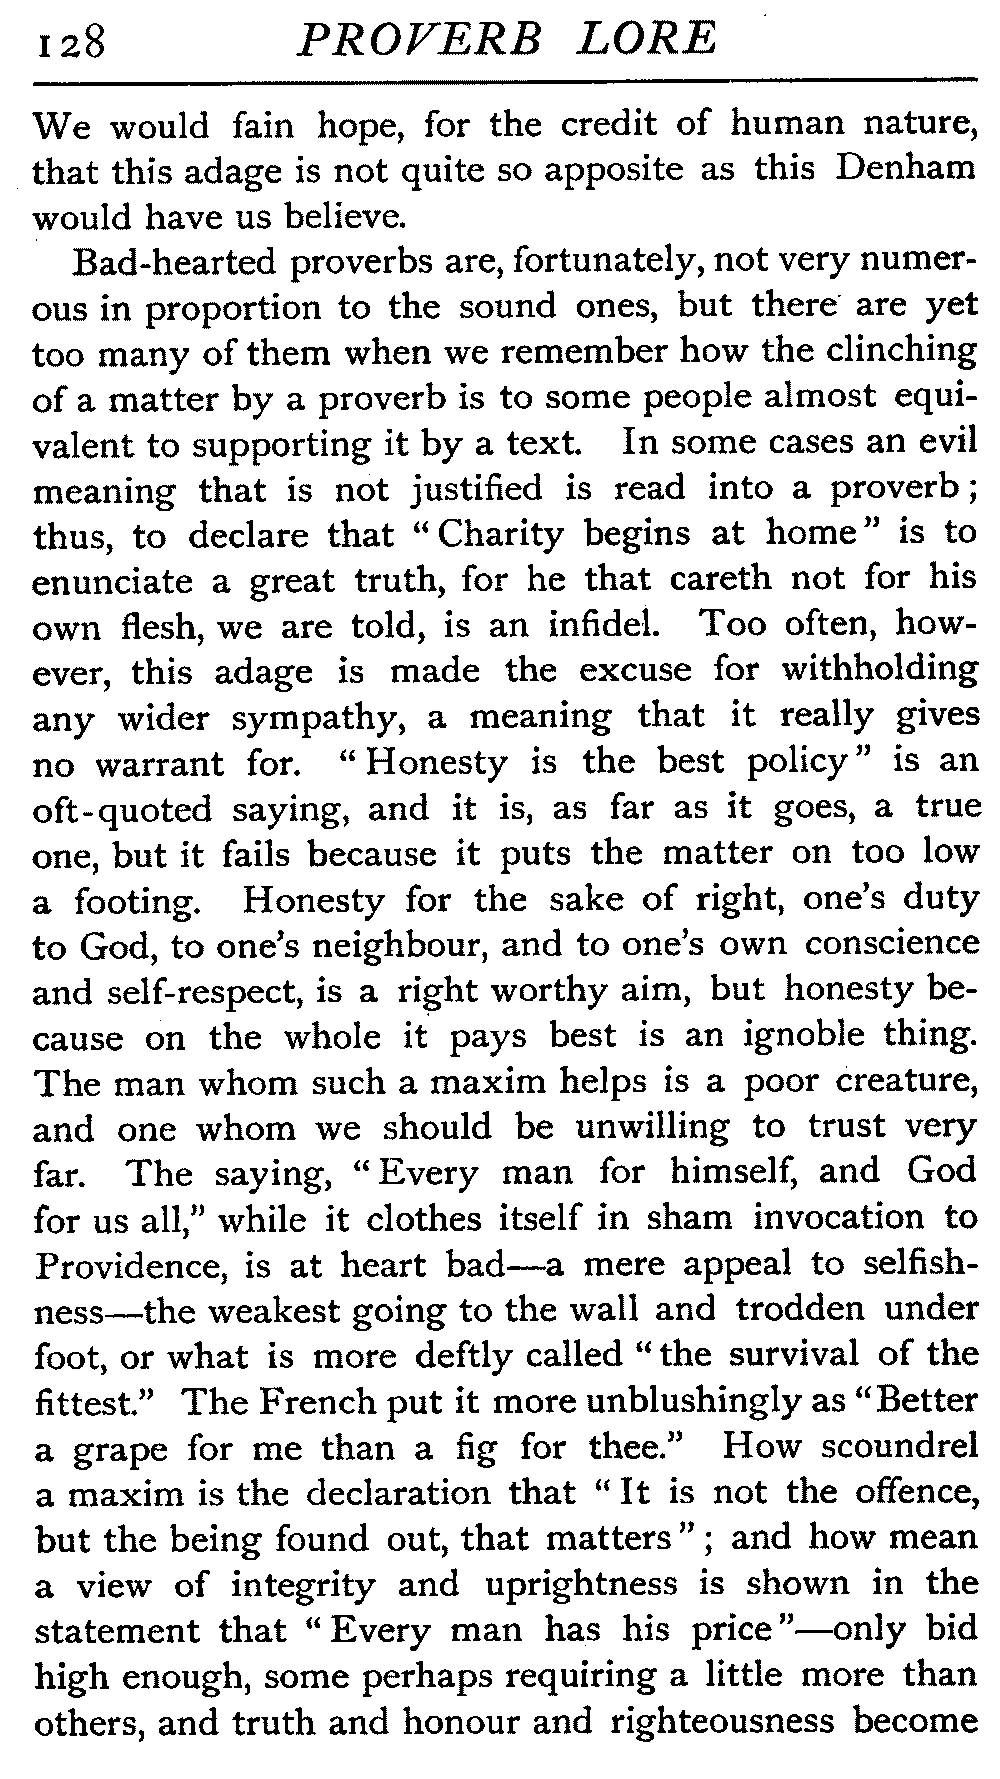 128 PROVERB LORE
We would fain hope, for the credit of human nature,
that this adage is not quite so apposite as this Denham
would have us believe.
Bad-hearted proverbs are, fortunately, not very numer-
ous in proportion to the sound ones, but there are yet
too many of them when we remember how the clinching
of a matter by a proverb is to some people almost equi-
valent to supporting it by a text. In some cases an evil
meaning that is not justified is read into a proverb;
thus, to declare that “Charity begins at home” is to
enunciate a great truth, for he that careth not for his
own flesh, we are told, is an infidel. Too often, how-
ever, this adage is made the excuse for withholding
any wider sympathy, a meaning that it really gives
no warrant for. “Honesty is the best policy” is an
oft-quoted saying, and it is, as far as it goes, a true
one, but it fails because it puts the matter on too low
a footing. Honesty for the sake of right, one’s duty
to God, to one’s neighbour, and to one’s own conscience
and self-respect, is a right worthy aim, but honesty be-
cause on the whole it pays best is an ignoble thing.
The man whom such a maxim helps is a poor creature,
and one whom we should be unwilling to trust very
far. The saying, “Every man for himself, and God
for us all,” while it clothes itself in sham invocation to
Providence, is at heart bad—a mere appeal to selfish-
ness—the weakest going to the wall and trodden under
foot, or what is more deftly called “the survival of the
fittest.” The French put it more unblushingly as “Better
a grape for me than a fig for thee.” How scoundrel
a maxim is the declaration that “It is not the offence,
but the being found out, that matters”; and how mean
a view of integrity and uprightness is shown in the
statement that “Every man has his price”—only bid
high enough, some perhaps requiring a little more than
others, and truth and honour and righteousness become